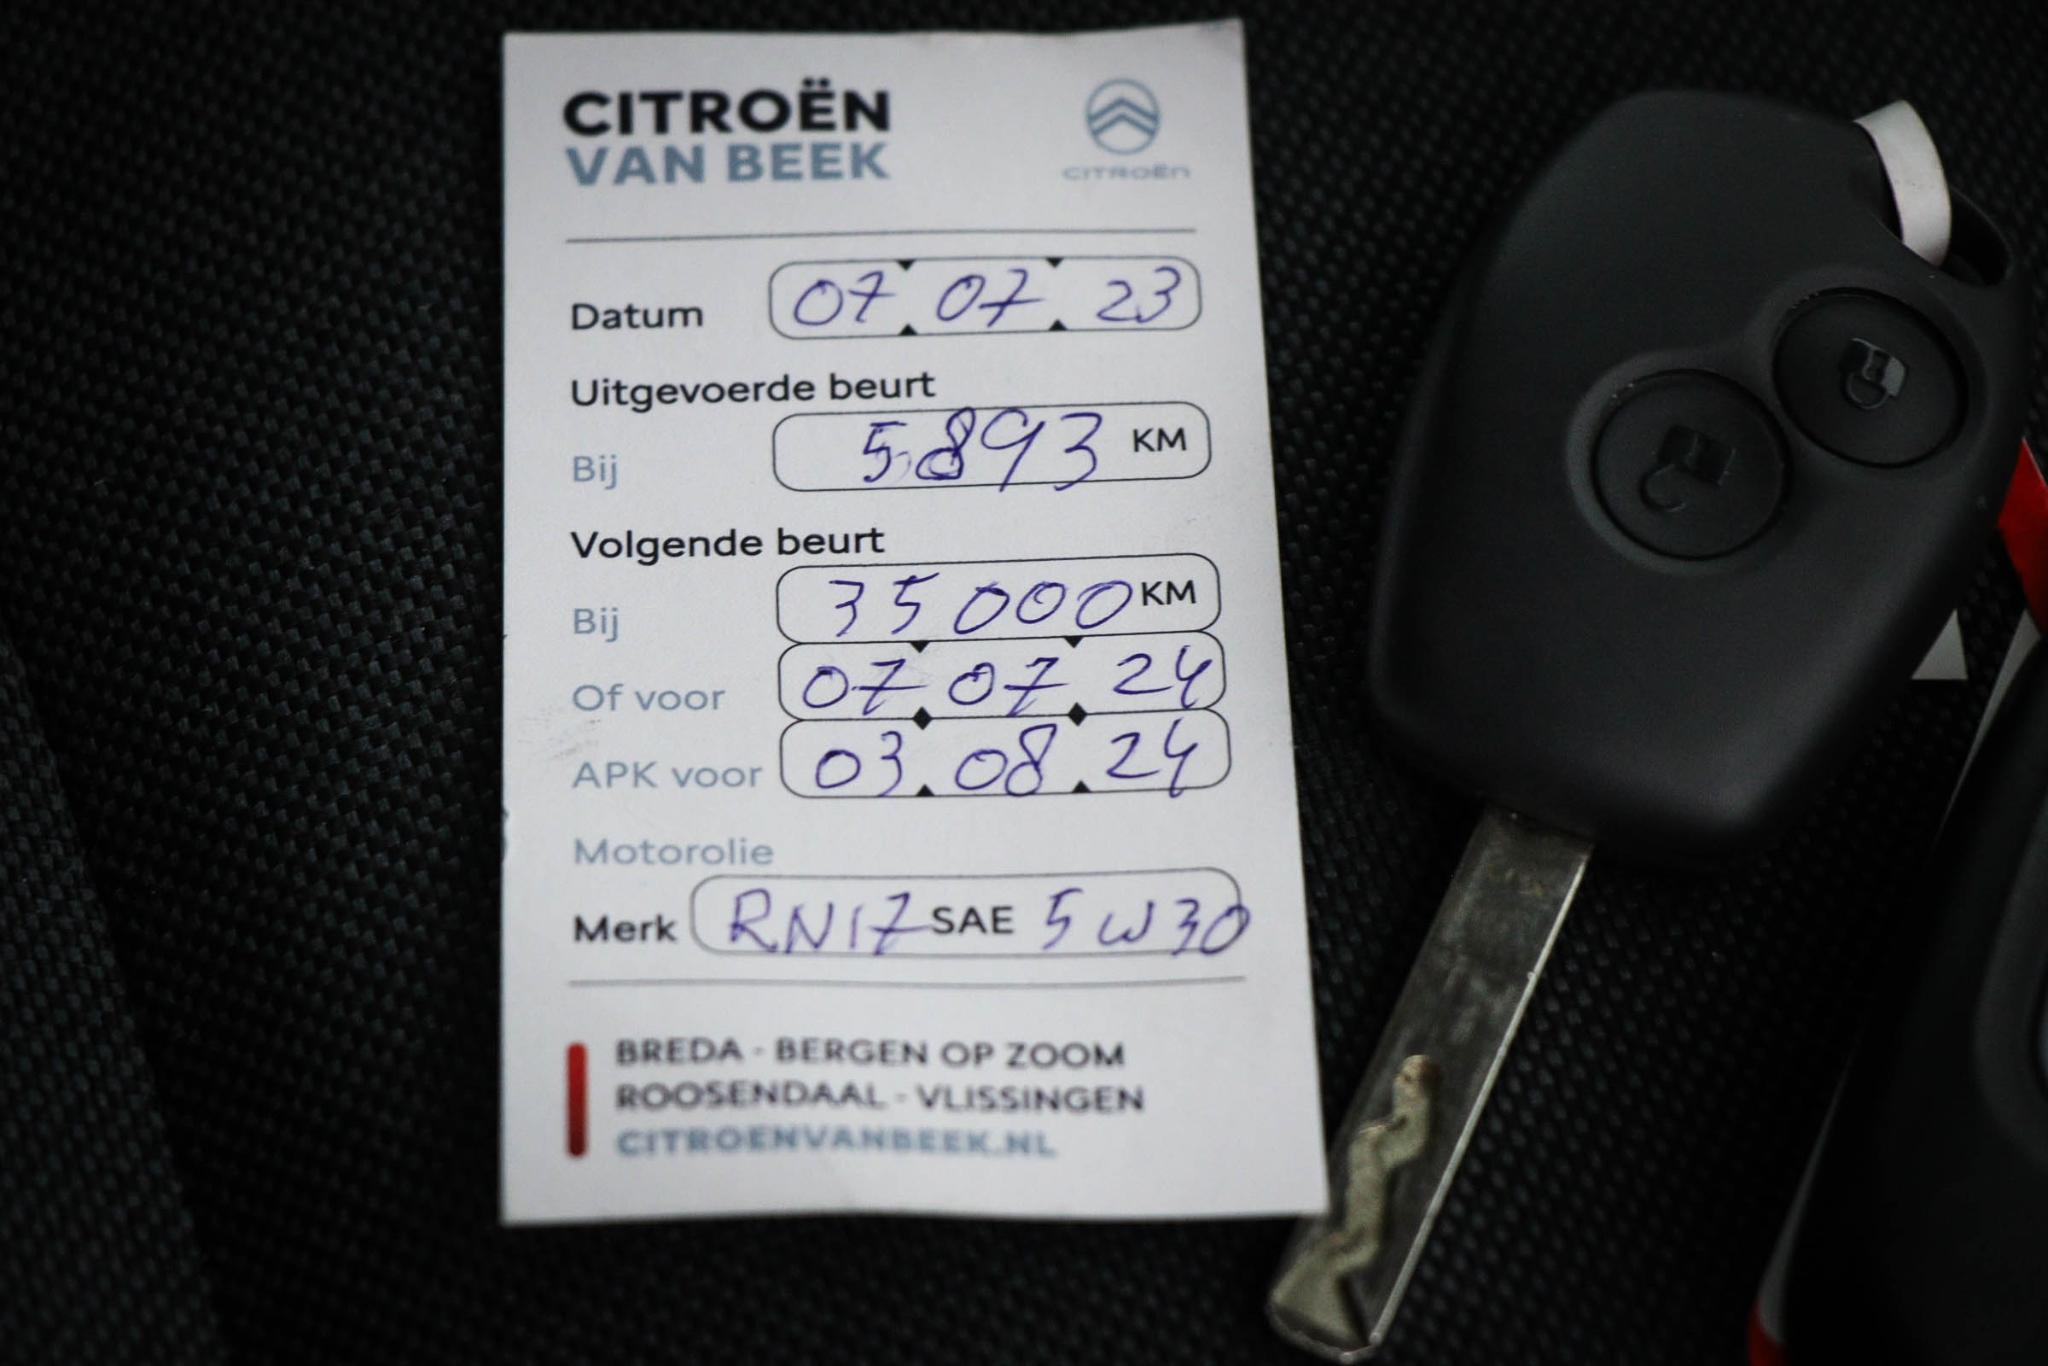 CITROËN
VAN BEEK
CITROËN
Datum 07 07 23
Uitgevoerde beurt
Bij 5.893 KM
Volgende beurt
Bij 35000 KM
Of voor 07 07 24
APK voor 03 08 24
Motorolie
Merk RN17 SAE 5W30
BREDA - BERGEN OP ZOOM
ROOSENDAAL - VLISSINGEN
CITROENVANBEEK.NL